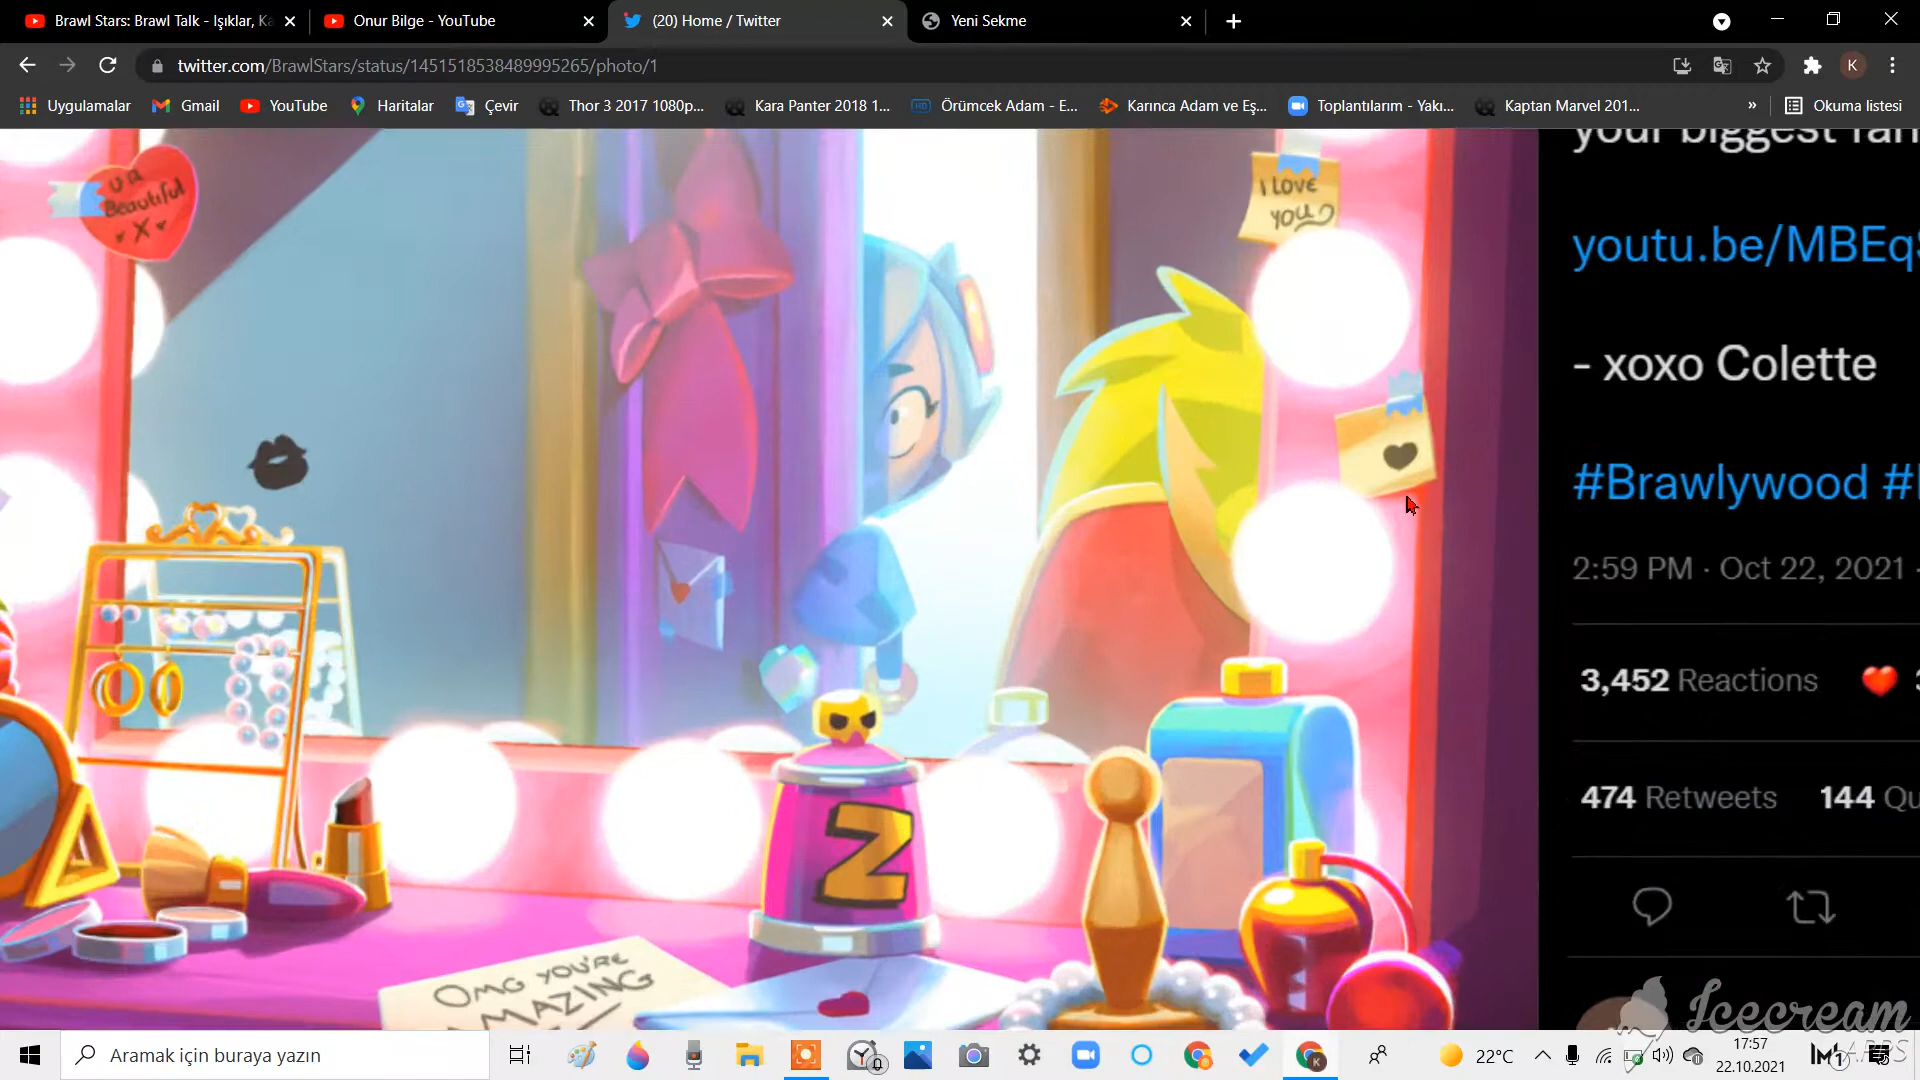 Brawl Stars: Brawl Talk - Işıklar, Ka
Onur Bilge - YouTube
(20) Home / Twitter
Yeni Sekme
twitter.com/BrawlStars/status/1451518538489995265/photo/1
K
Uygulamalar
Gmail
YouTube
Haritalar
Çevir
Thor 3 2017 1080p...
Kara Panter 2018 1...
Örümcek Adam - E...
Karınca Adam ve Eş...
Toplantılarım - Yakı...
Kaptan Marvel 201...
»
Okuma listesi
U R
Beautiful
X
I LOVE
YOU
your biggest fan
youtu.be/MBEq
- xoxo Colette
#Brawlywood #
2:59 PM · Oct 22, 2021
3,452 Reactions
474 Retweets
144 Qu
Z
OMG YOU'RE
AMAZING
Icecream
APPS
Aramak için buraya yazın
22°C
17:57
22.10.2021